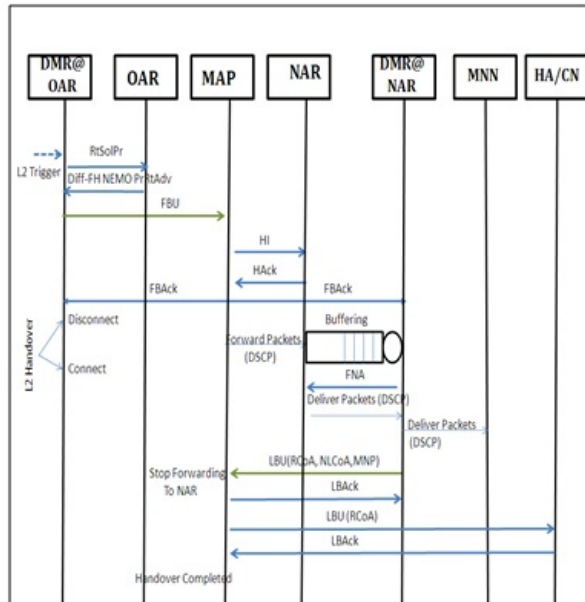 DMR@
OAR
OAR
MAP
NAR
DMR@
NAR
MNN
HA/CN
RtSolPr
L2 Trigger
Diff-FH NEMO PrRtAdv
FBU
HI
HAck
FBAck
FBAck
Disconnect
Buffering
Forward Packets
(DSCP)
L2 Handover
Connect
FNA
Deliver Packets (DSCP)
Deliver Packets
(DSCP)
LBU(RCoA, NLCoA,MNP)
Stop Forwarding
To NAR
LBAck
LBU (RCoA)
LBAck
Handover Completed